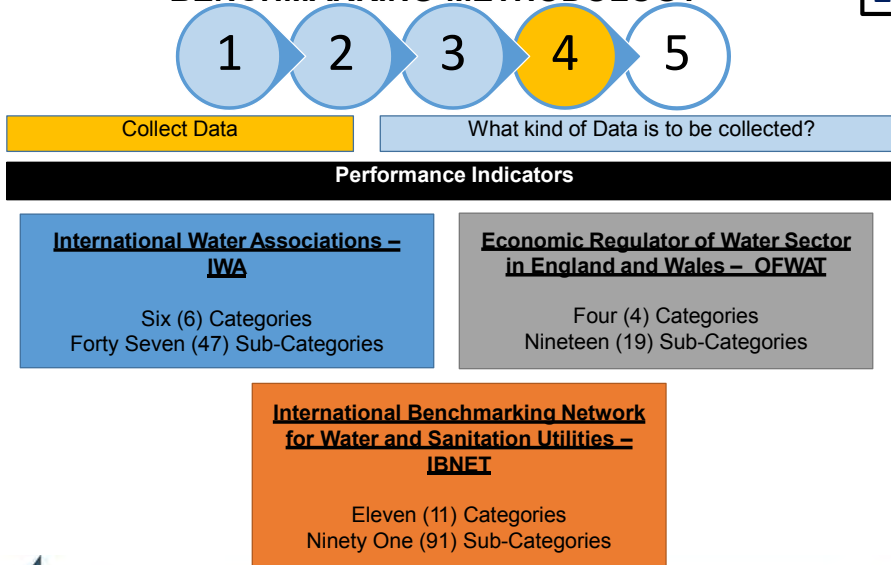 BENCHMARKING METHODOLOGY
1 2 3 4 5
Collect Data
What kind of Data is to be collected?
Performance Indicators
International Water Associations –
IWA
Six (6) Categories
Forty Seven (47) Sub-Categories
Economic Regulator of Water Sector
in England and Wales – OFWAT
Four (4) Categories
Nineteen (19) Sub-Categories
International Benchmarking Network
for Water and Sanitation Utilities –
IBNET
Eleven (11) Categories
Ninety One (91) Sub-Categories